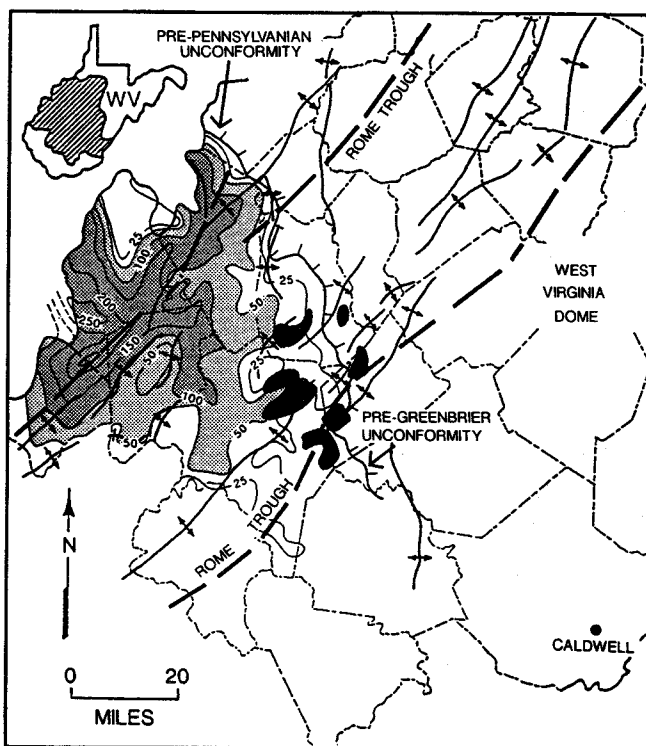 PRE-PENNSYLVANIAN
UNCONFORMITY
WV
ROME TROUGH
25
100
200
250
150
50
50
25
25
WEST
VIRGINIA
DOME
100
50
50
PRE-GREENBRIER
UNCONFORMITY
25
ROME TROUGH
N
CALDWELL
0 20
MILES